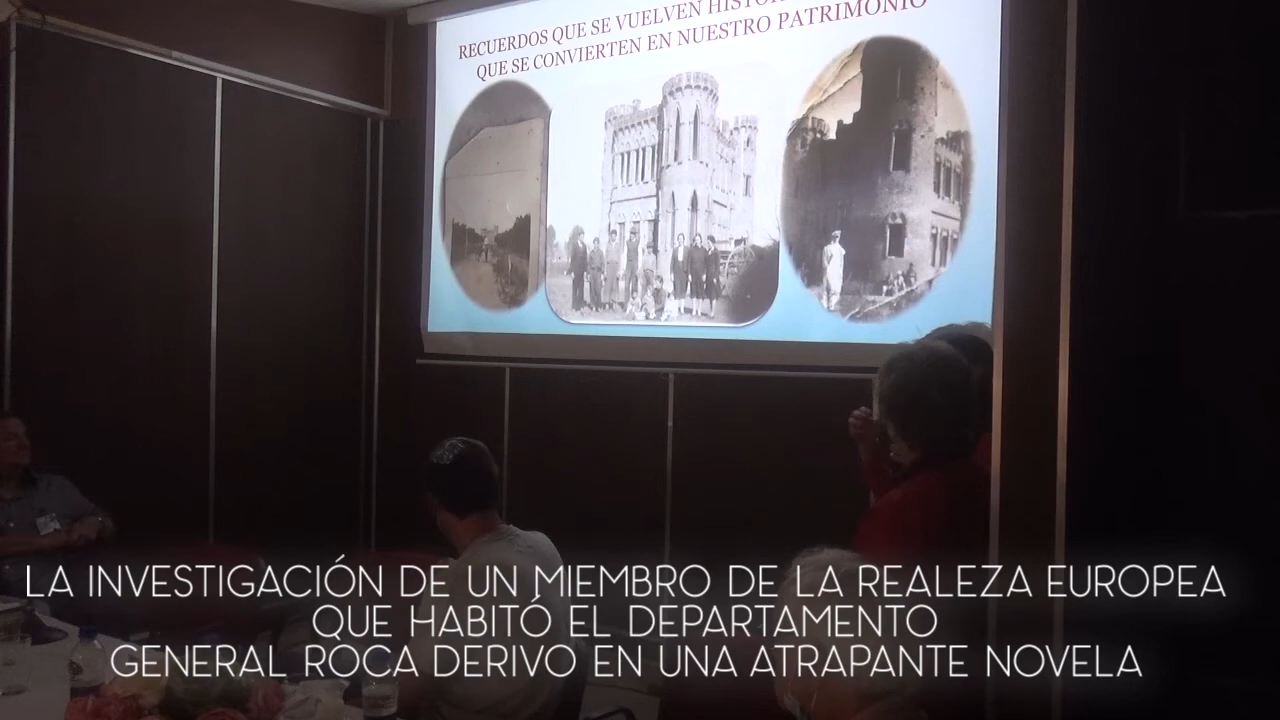 RECUERDOS QUE SE VUELVEN
QUE SE CONVIERTEN EN NUESTRO PATRIMONIO
LA INVESTIGACIÓN DE UN MIEMBRO DE LA REALEZA EUROPEA
QUE HABITÓ EL DEPARTAMENTO
GENERAL ROCA DERIVO EN UNA ATRAPANTE NOVELA